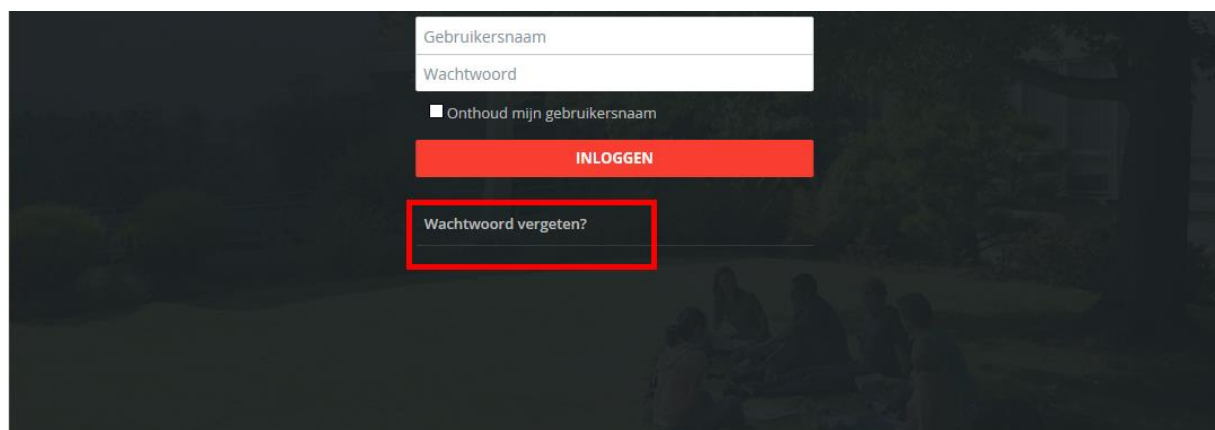 Gebruikersnaam
Wachtwoord
Onthoud mijn gebruikersnaam
INLOGGEN
Wachtwoord vergeten?